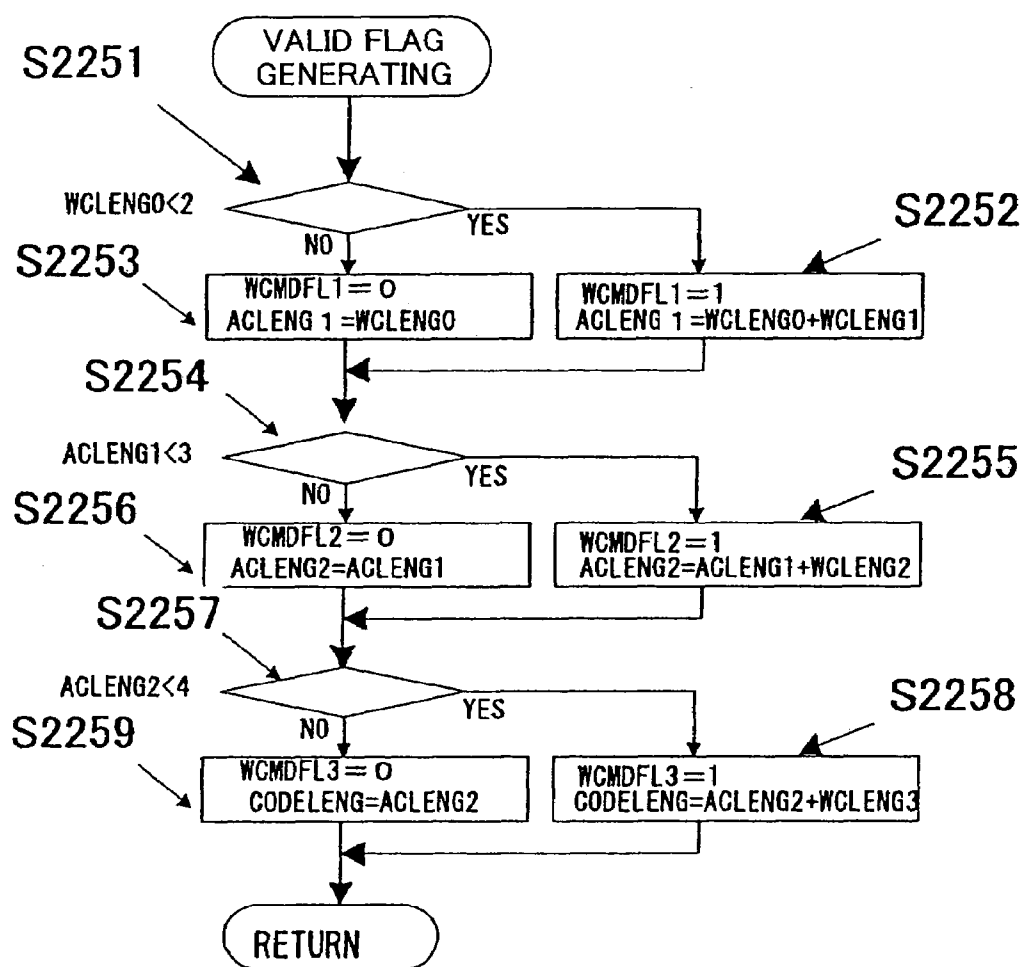 VALID FLAG
GENERATING
S2251
WCLENG0<2
YES
NO
S2252
S2253
WCMDFL1=0
ACLENG 1=WCLENG0
WCMDFL1=1
ACLENG 1=WCLENG0+WCLENG1
S2254
ACLENG1<3
YES
NO
S2255
S2256
WCMDFL2=0
ACLENG2=ACLENG1
WCMDFL2=1
ACLENG2=ACLENG1+WCLENG2
S2257
ACLENG2<4
YES
NO
S2258
S2259
WCMDFL3=0
CODELENG=ACLENG2
WCMDFL3=1
CODELENG=ACLENG2+WCLENG3
RETURN